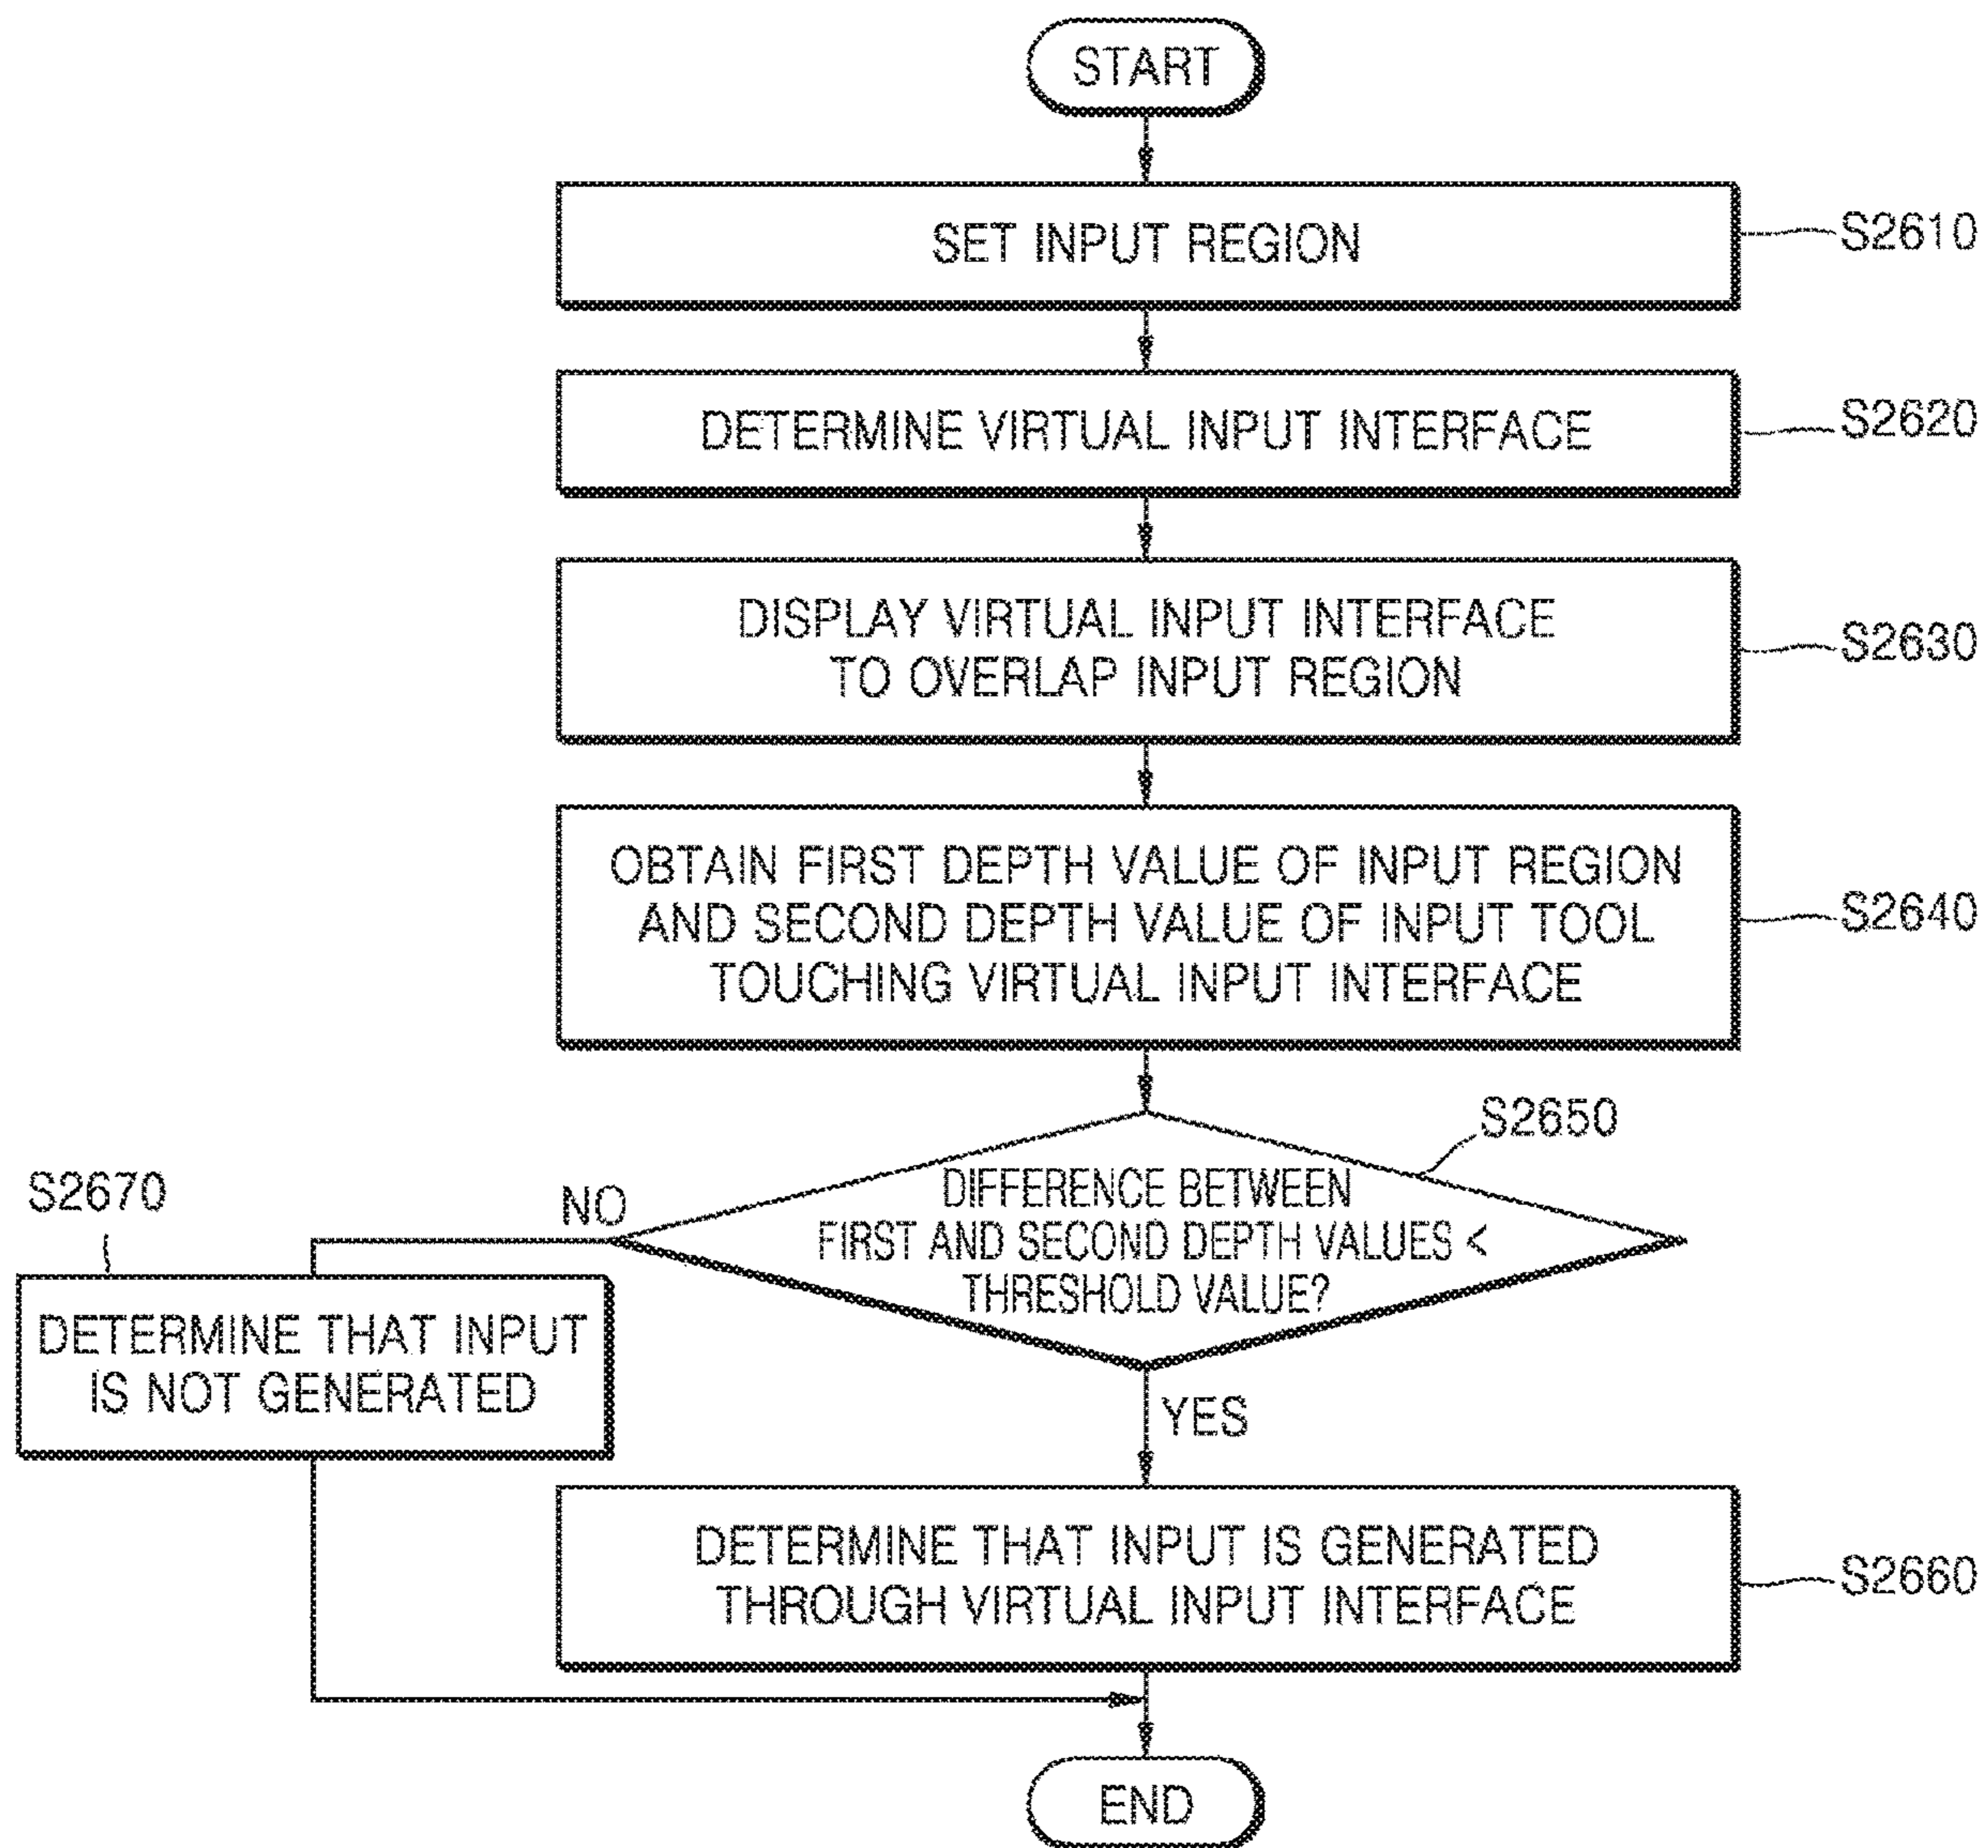 START
SET INPUT REGION
S2610
DETERMINE VIRTUAL INPUT INTERFACE
S2620
DISPLAY VIRTUAL INPUT INTERFACE
TO OVERLAP INPUT REGION
S2630
OBTAIN FIRST DEPTH VALUE OF INPUT REGION
AND SECOND DEPTH VALUE OF INPUT TOOL
TOUCHING VIRTUAL INPUT INTERFACE
S2640
S2650
DIFFERENCE BETWEEN
FIRST AND SECOND DEPTH VALUES <
THRESHOLD VALUE?
NO
S2670
DETERMINE THAT INPUT
IS NOT GENERATED
YES
DETERMINE THAT INPUT IS GENERATED
THROUGH VIRTUAL INPUT INTERFACE
S2660
END